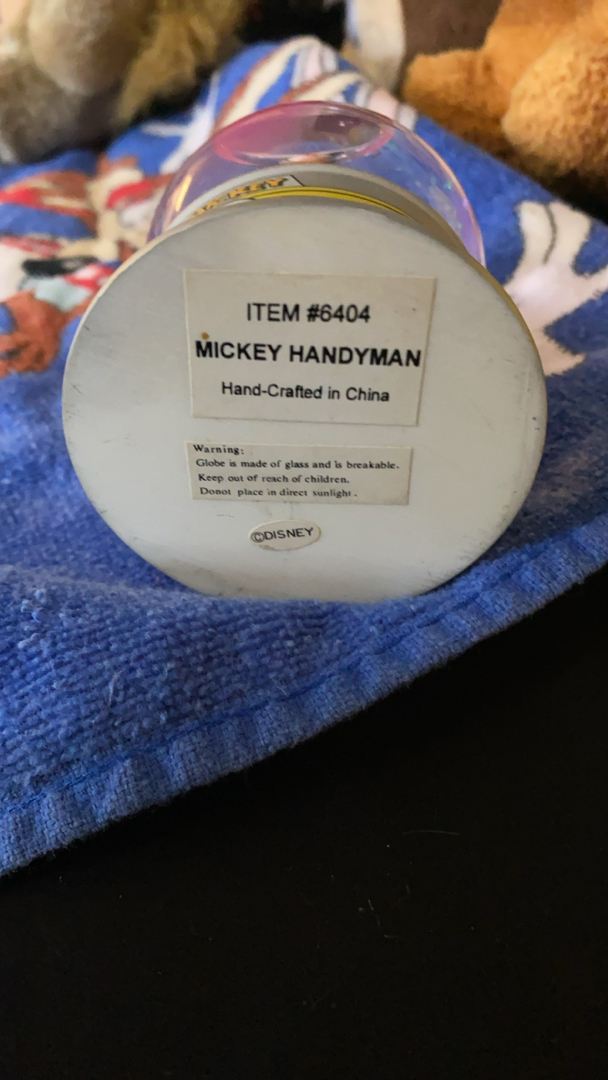 MICKEY
ITEM #6404
MICKEY HANDYMAN
Hand-Crafted in China
Warning:
Globe is made of glass and is breakable.
Keep out of reach of children.
Donot place in direct sunlight.
©DISNEY